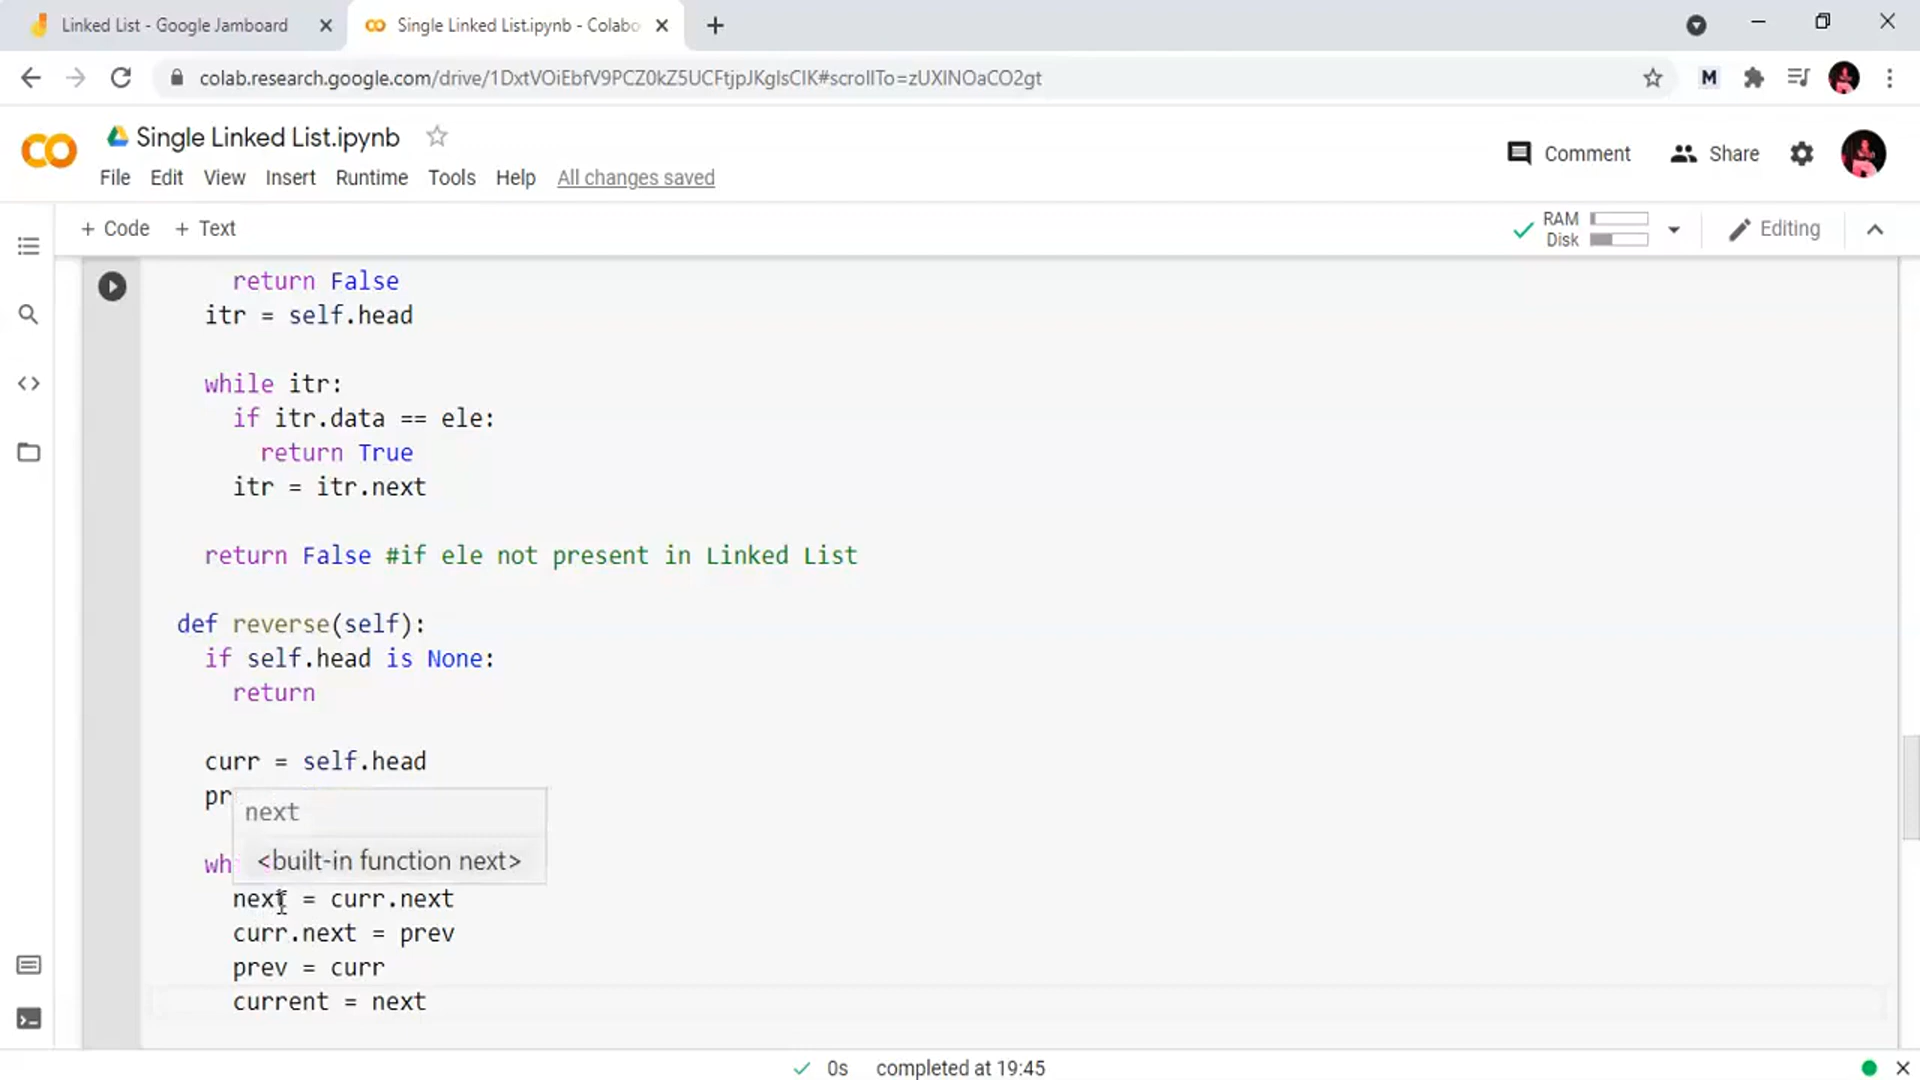 Linked List - Google Jamboard
Single Linked List.ipynb - Colabo
colab.research.google.com/drive/1DxtVOiEbfV9PCZ0kZ5UCFtjpJKglsCIK#scrollTo=zUXINOaCO2gt
M
Single Linked List.ipynb
Comment
Share
File Edit View Insert Runtime Tools Help All changes saved
+ Code + Text
RAM
Disk
Editing
return False
itr = self.head
while itr:
if itr.data == ele:
return True
itr = itr.next
return False #if ele not present in Linked List
def reverse(self):
if self.head is None:
return
curr = self.head
pr
next
<built-in function next>
whi
next = curr.next
curr.next = prev
prev = curr
current = next
0s completed at 19:45